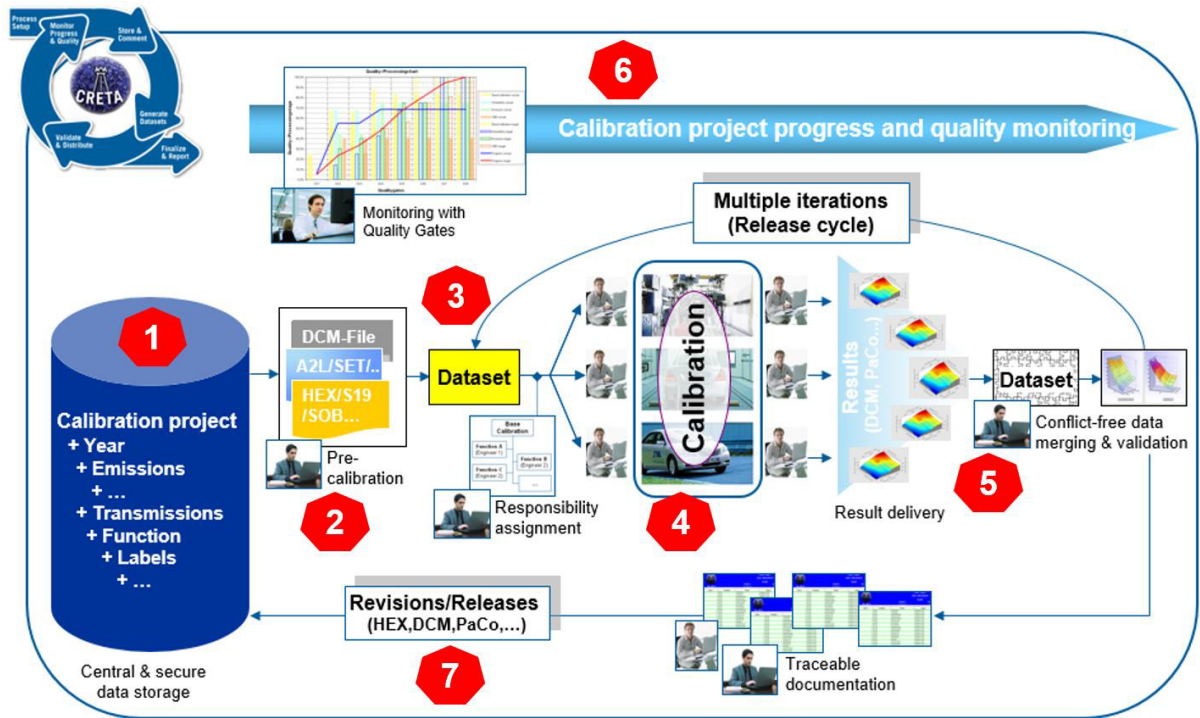 Process
Setup
Monitor
Progress
& Quality
Store &
Comment
CRETA
Generate
Datasets
Validate
& Distribute
Finalize
& Report
6
Calibration project progress and quality monitoring
Monitoring with
Quality Gates
Multiple iterations
(Release cycle)
1
Calibration project
+ Year
+ Emissions
+ ...
+ Transmissions
+ Function
+ Labels
+ ...
Central & secure
data storage
DCM-File
A2L/SET/..
HEX/S19
/SOB...
Pre-
calibration
2
3
Dataset
Base
Calibration
Function A
(Engineer 1)
Function B
(Engineer 2)
Function C
(Engineer 2)
Responsibility
assignment
Calibration
4
Results
(DCM, PaCo...)
Result delivery
Dataset
Conflict-free data
merging & validation
5
Revisions/Releases
(HEX,DCM,PaCo,...)
7
Traceable
documentation